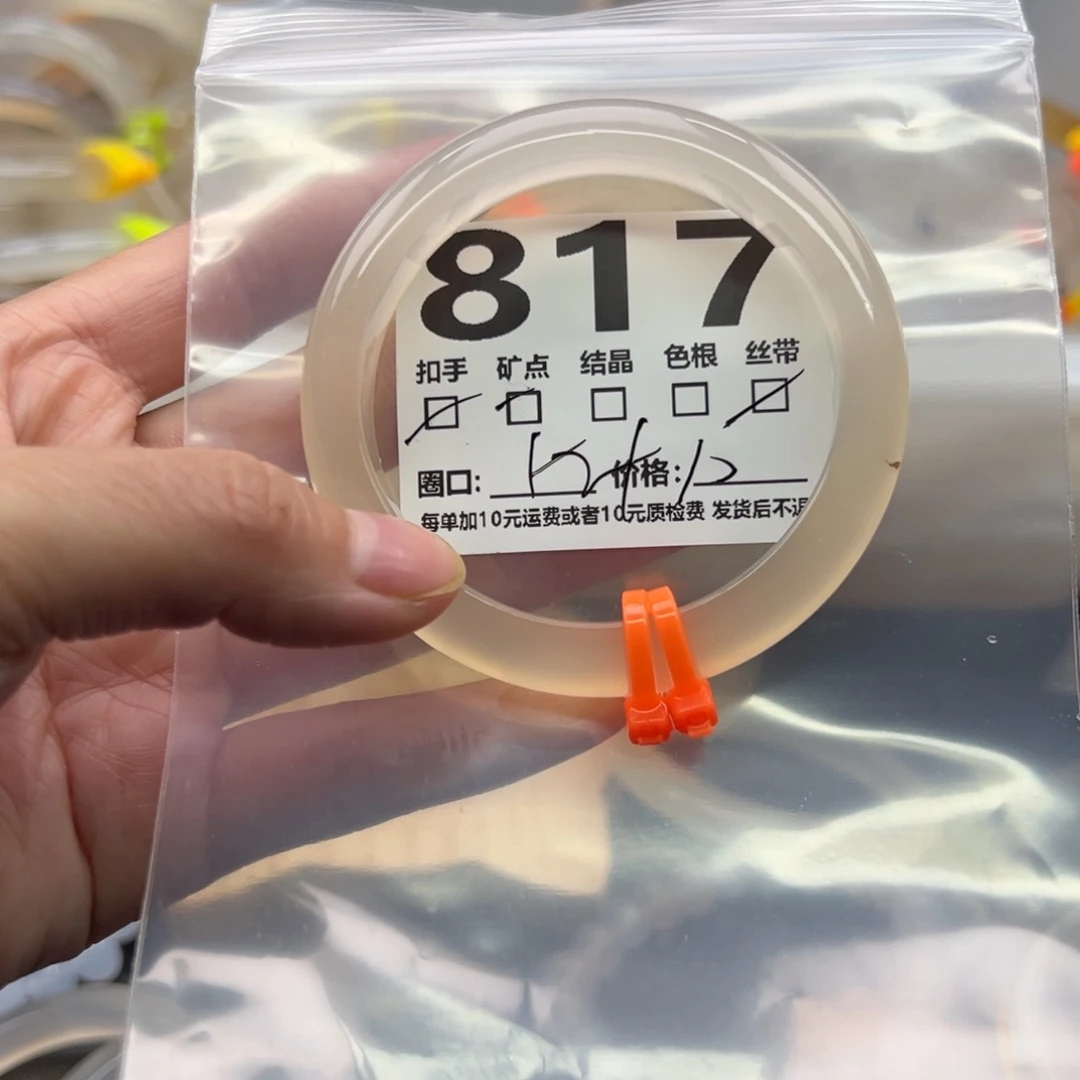 817
扣手 矿点 结晶 色根 丝带
圈口: 价格:
每单加10元运费或者10元质检费 发货后不退